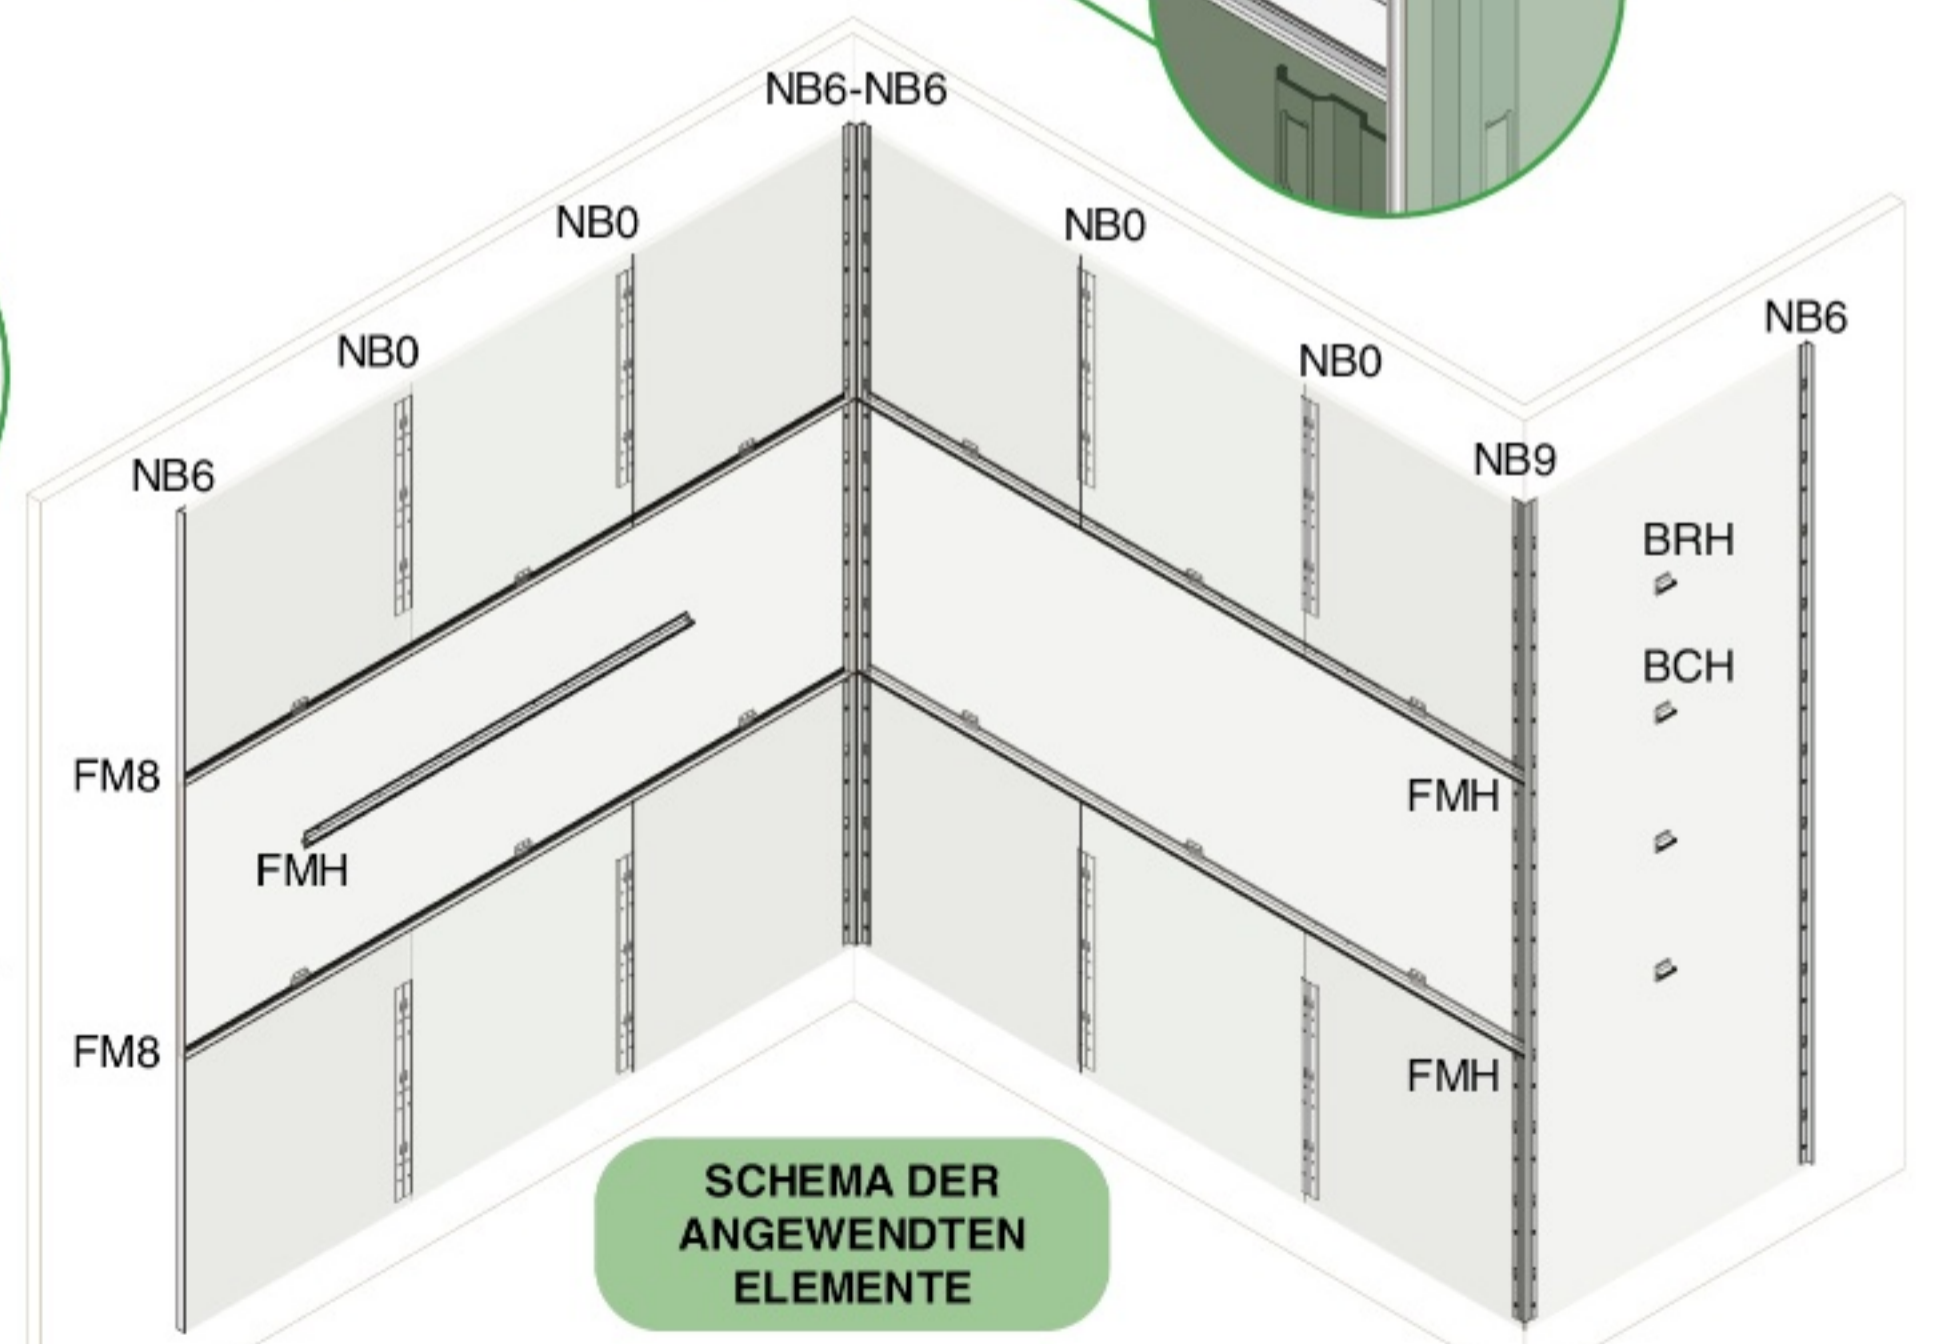 NB6-NB6
NB0
NB0
NB0
NB0
NB6
NB6
NB9
BRH
BCH
FM8
FMH
FMH
FM8
FMH
SCHEMA DER
ANGEWENDTEN
ELEMENTE